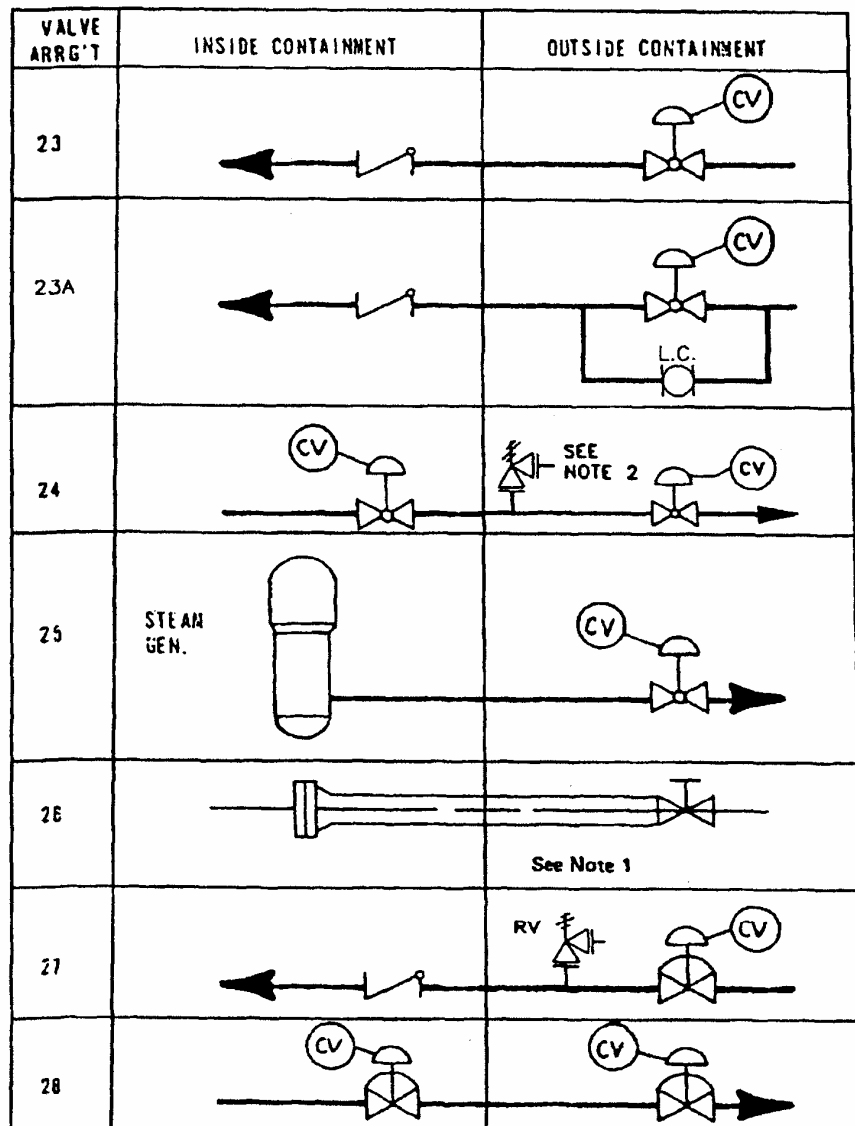 VALVE
ARRG'T
INSIDE CONTAINMENT
OUTSIDE CONTAINMENT
23
CV
23A
CV
L.C.
24
CV
SEE
NOTE 2
CV
25
STEAM
GEN.
CV
26
See Note 1
27
RV
CV
28
CV
CV